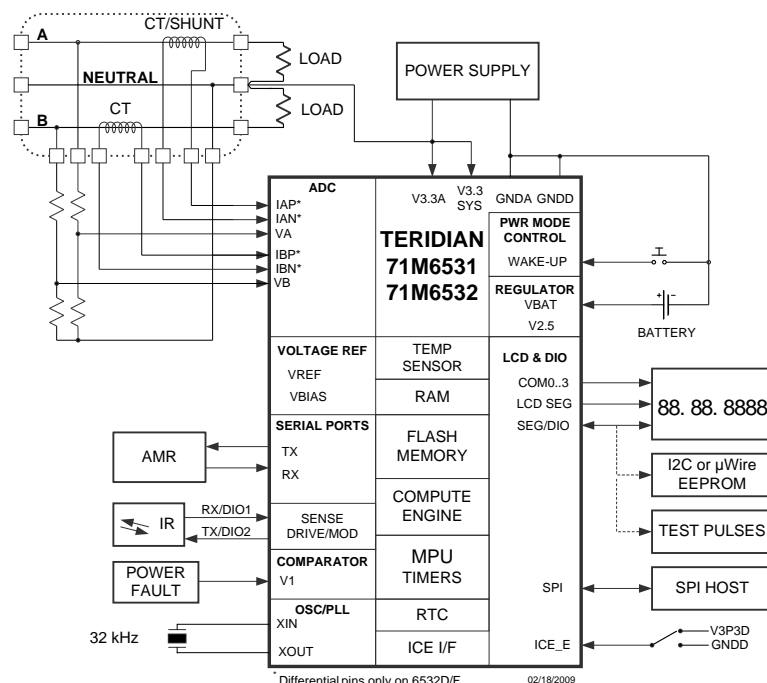 CT/SHUNT
A
LOAD
NEUTRAL
CT
LOAD
B
POWER SUPPLY
ADC
IAP*
IAN*
VA
IBP*
IBN*
VB
V3.3A
V3.3
SYS
GNDA GNDD
TERIDIAN
71M6531
71M6532
PWR MODE
CONTROL
WAKE-UP
REGULATOR
VBAT
V2.5
+ -
BATTERY
VOLTAGE REF
VREF
VBIAS
TEMP
SENSOR
RAM
LCD & DIO
COM0..3
LCD SEG
SEG/DIO
88. 88. 8888
SERIAL PORTS
TX
RX
AMR
FLASH
MEMORY
I2C or µWire
EEPROM
IR
RX/DIO1
TX/DIO2
SENSE
DRIVE/MOD
COMPUTE
ENGINE
TEST PULSES
POWER
FAULT
COMPARATOR
V1
MPU
TIMERS
SPI
SPI HOST
OSC/PLL
XIN
XOUT
32 kHz
RTC
ICE I/F
ICE_E
V3P3D
GNDD
* Differential pins only on 6532D/F
02/18/2009